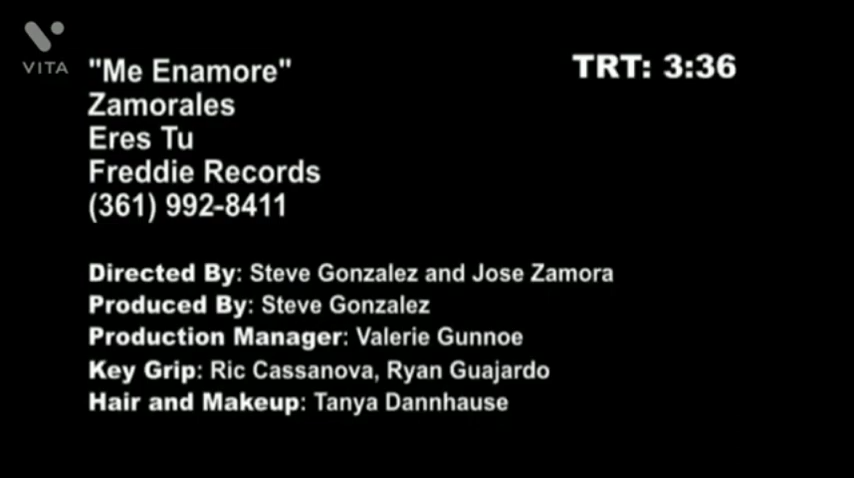 VITA
"Me Enamore"
TRT: 3:36
Zamorales
Eres Tu
Freddie Records
(361) 992-8411
Directed By: Steve Gonzalez and Jose Zamora
Produced By: Steve Gonzalez
Production Manager: Valerie Gunnoe
Key Grip: Ric Cassanova, Ryan Guajardo
Hair and Makeup: Tanya Dannhause